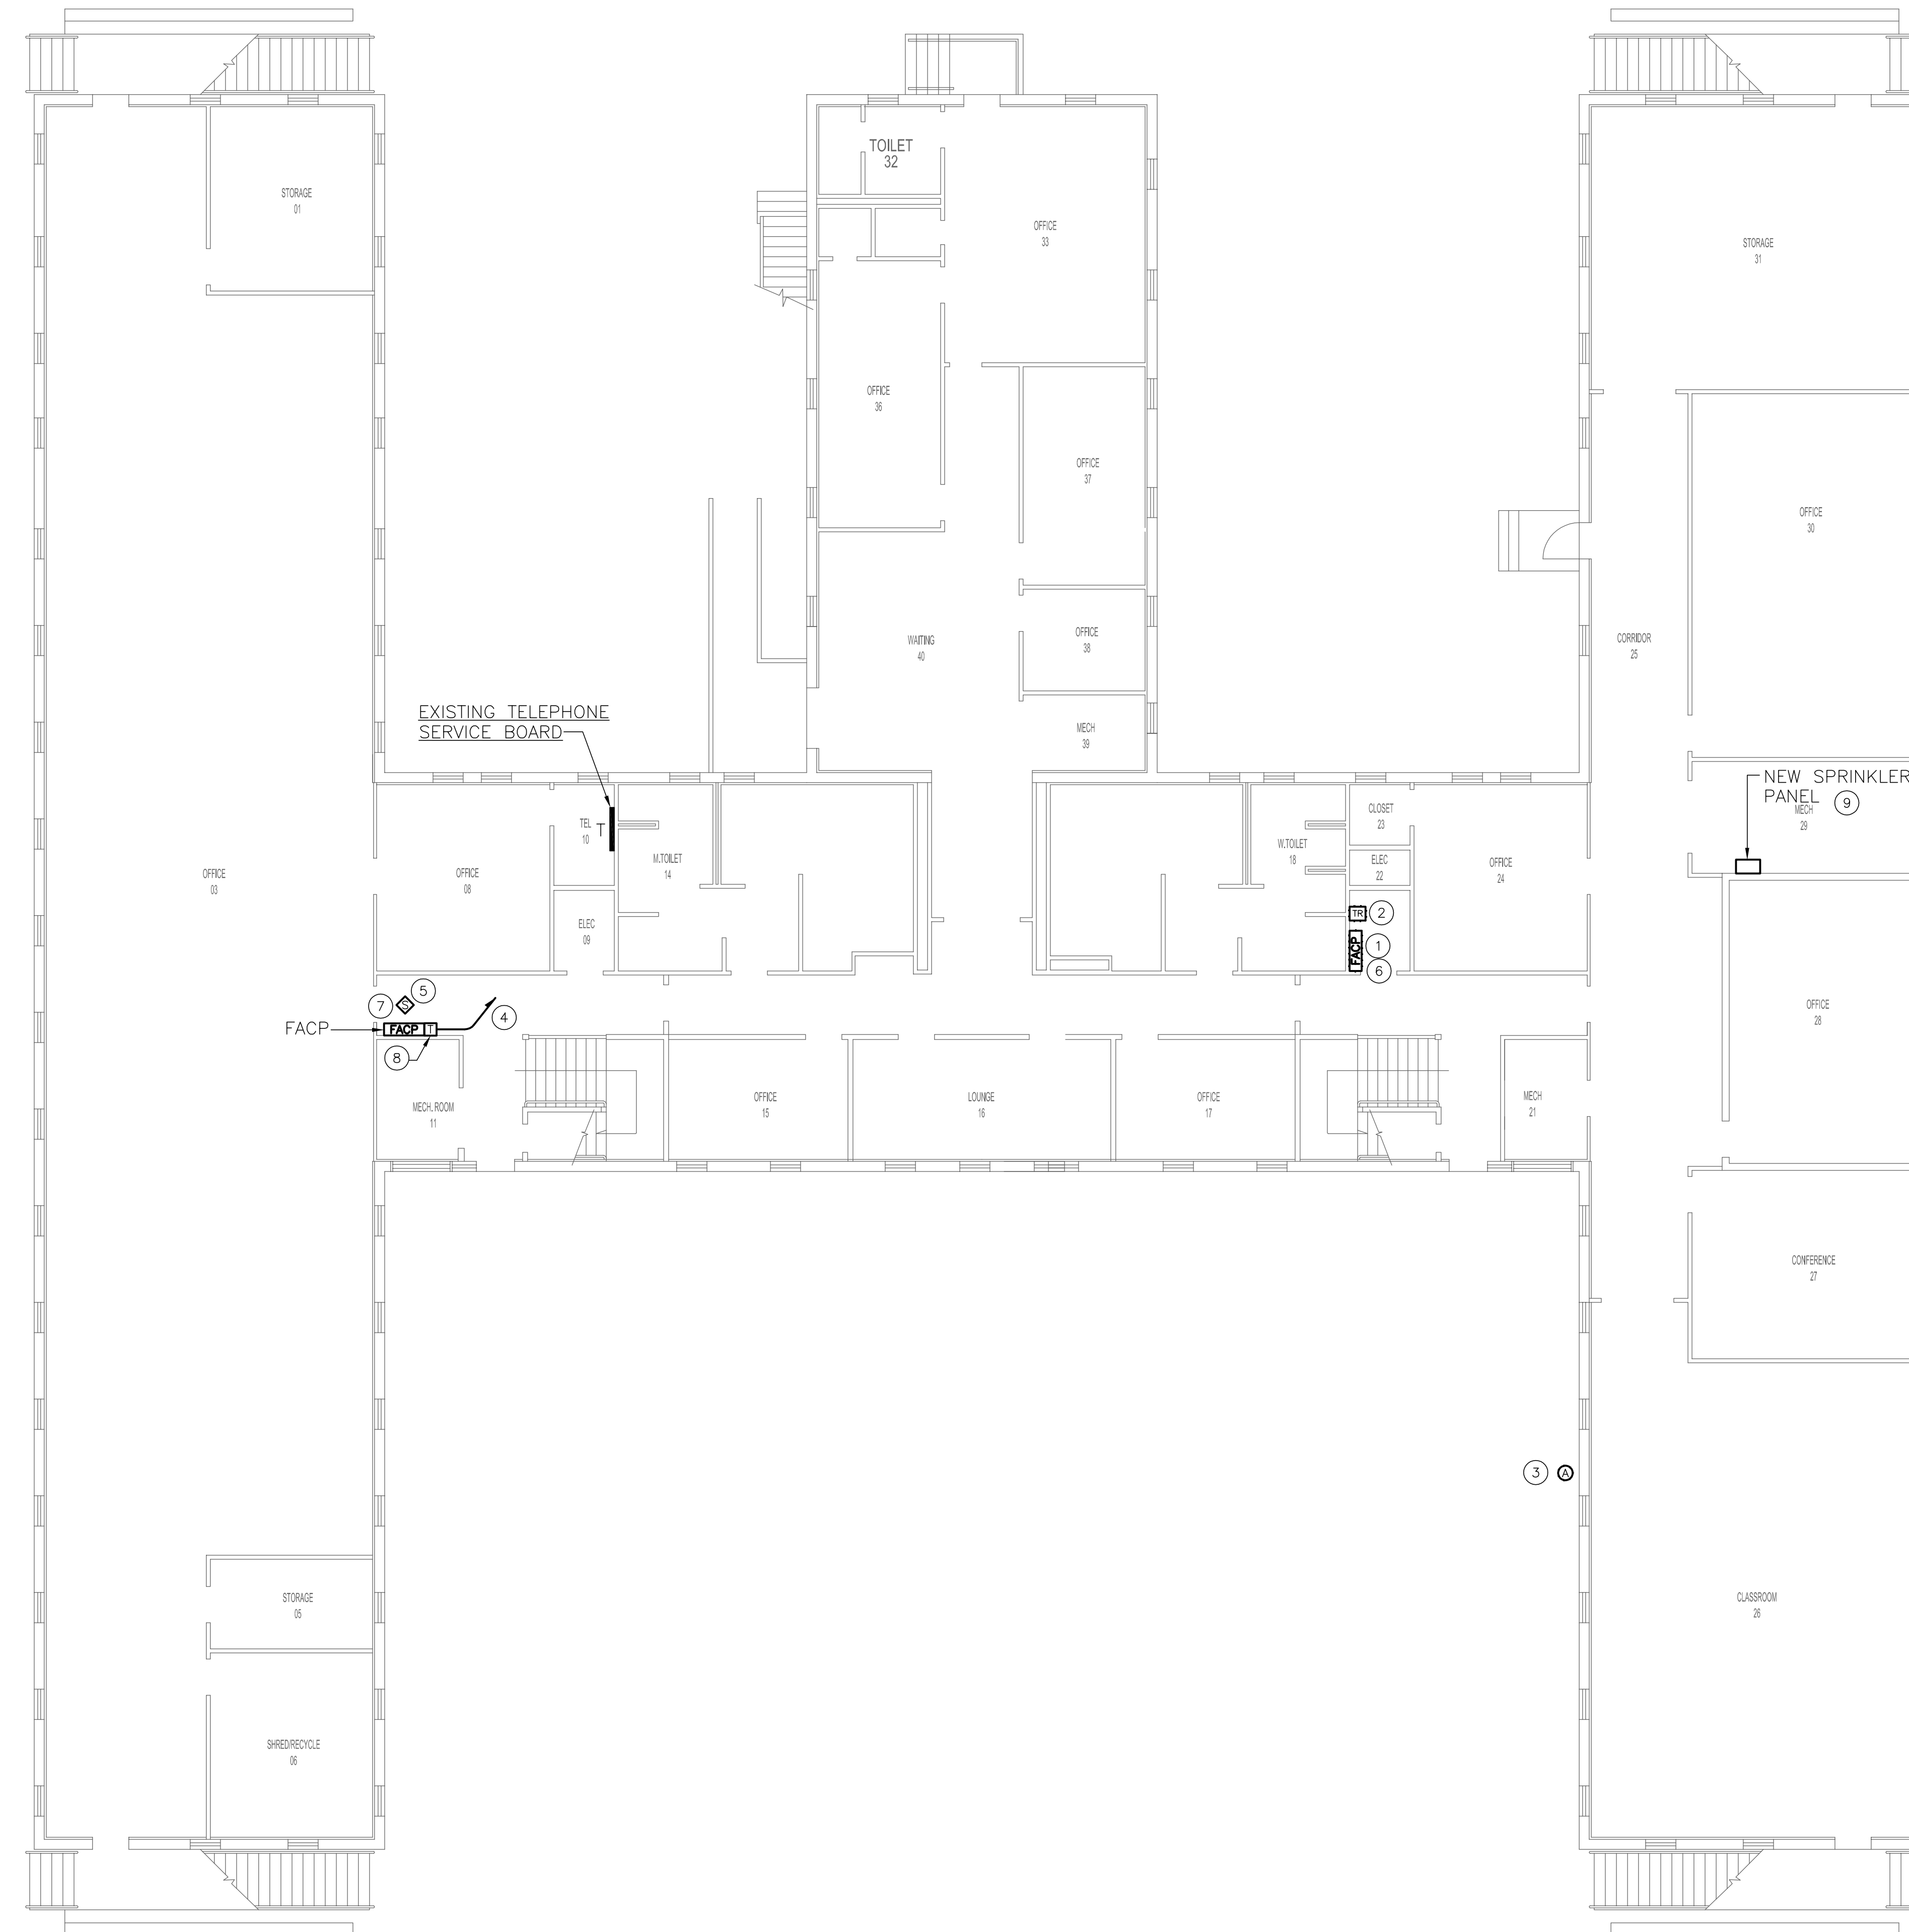 TOILET
32
STORAGE
01
OFFICE
33
STORAGE
31
OFFICE
36
OFFICE
37
OFFICE
30
WAITING
40
OFFICE
38
CORRIDOR
25
EXISTING TELEPHONE
SERVICE BOARD
MECH
39
NEW SPRINKLER
PANEL
9
MECH
29
TEL
10
T
CLOSET
23
M.TOILET
14
W.TOILET
18
ELEC
22
OFFICE
24
OFFICE
03
OFFICE
08
ELEC
09
TR
2
FACP
1
6
5
7
S
4
FACP
FACP
T
8
OFFICE
28
MECH. ROOM
11
OFFICE
15
LOUNGE
16
OFFICE
17
MECH
21
CONFERENCE
27
3
A
STORAGE
05
CLASSROOM
26
SHRED/RECYCLE
06